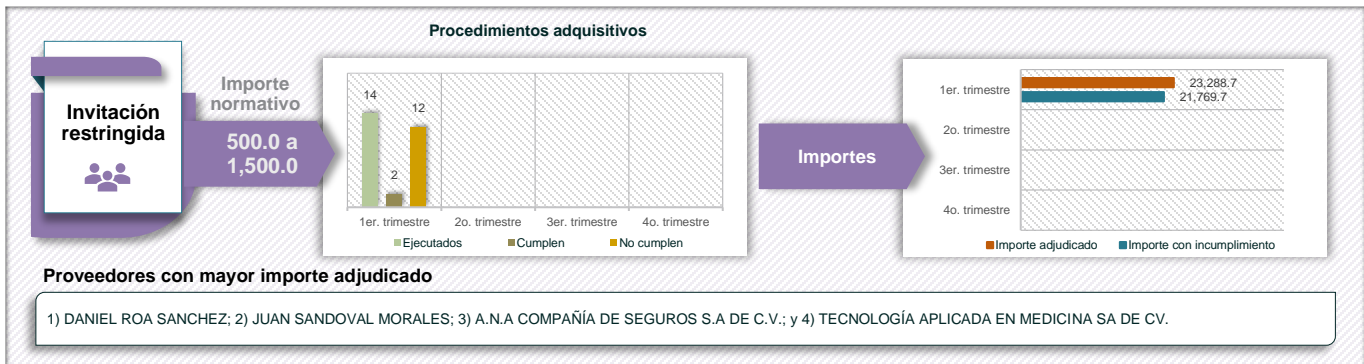 Procedimientos adquisitivos
Invitación
restringida
Importe
normativo
500.0 a
1,500.0
14
2
12
1er. trimestre
2o. trimestre
3er. trimestre
4o. trimestre
Ejecutados
Cumplen
No cumplen
Importes
1er. trimestre
23,288.7
21,769.7
2o. trimestre
3er. trimestre
4o. trimestre
Importe adjudicado
Importe con incumplimiento
Proveedores con mayor importe adjudicado
1) DANIEL ROA SANCHEZ; 2) JUAN SANDOVAL MORALES; 3) A.N.A COMPAÑÍA DE SEGUROS S.A DE C.V.; y 4) TECNOLOGÍA APLICADA EN MEDICINA SA DE CV.